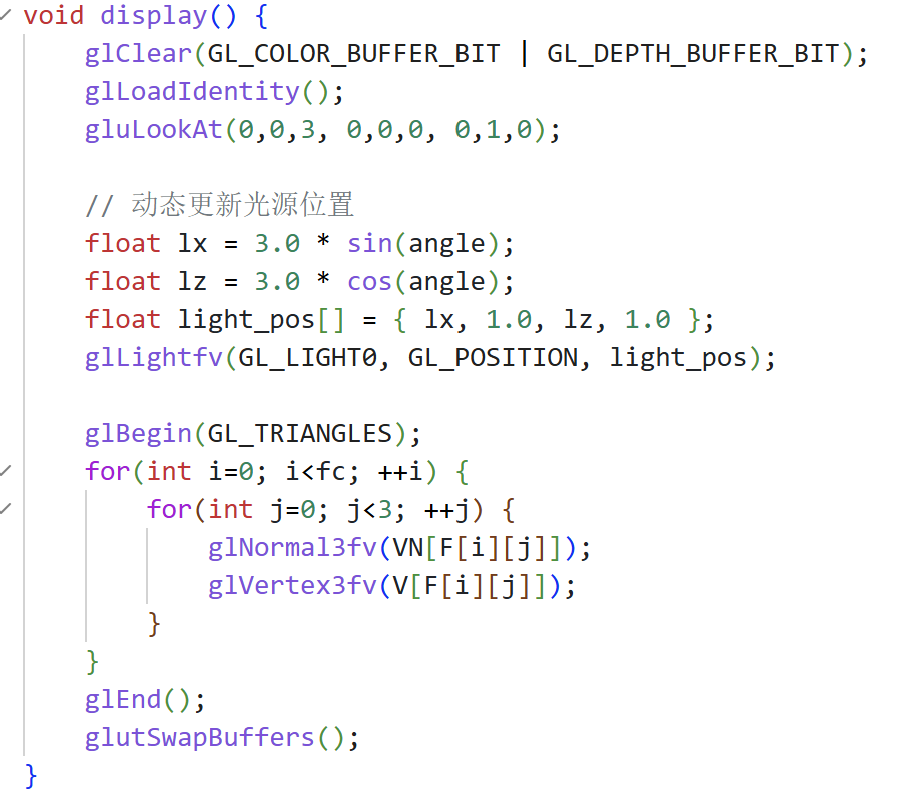 void display() {
    glClear(GL_COLOR_BUFFER_BIT | GL_DEPTH_BUFFER_BIT);
    glLoadIdentity();
    gluLookAt(0,0,3, 0,0,0, 0,1,0);

    // 动态更新光源位置
    float lx = 3.0 * sin(angle);
    float lz = 3.0 * cos(angle);
    float light_pos[] = { lx, 1.0, lz, 1.0 };
    glLightfv(GL_LIGHT0, GL_POSITION, light_pos);

    glBegin(GL_TRIANGLES);
    for(int i=0; i<fc; ++i) {
        for(int j=0; j<3; ++j) {
            glNormal3fv(VN[F[i][j]]);
            glVertex3fv(V[F[i][j]]);
        }
    }
    glEnd();
    glutSwapBuffers();
}